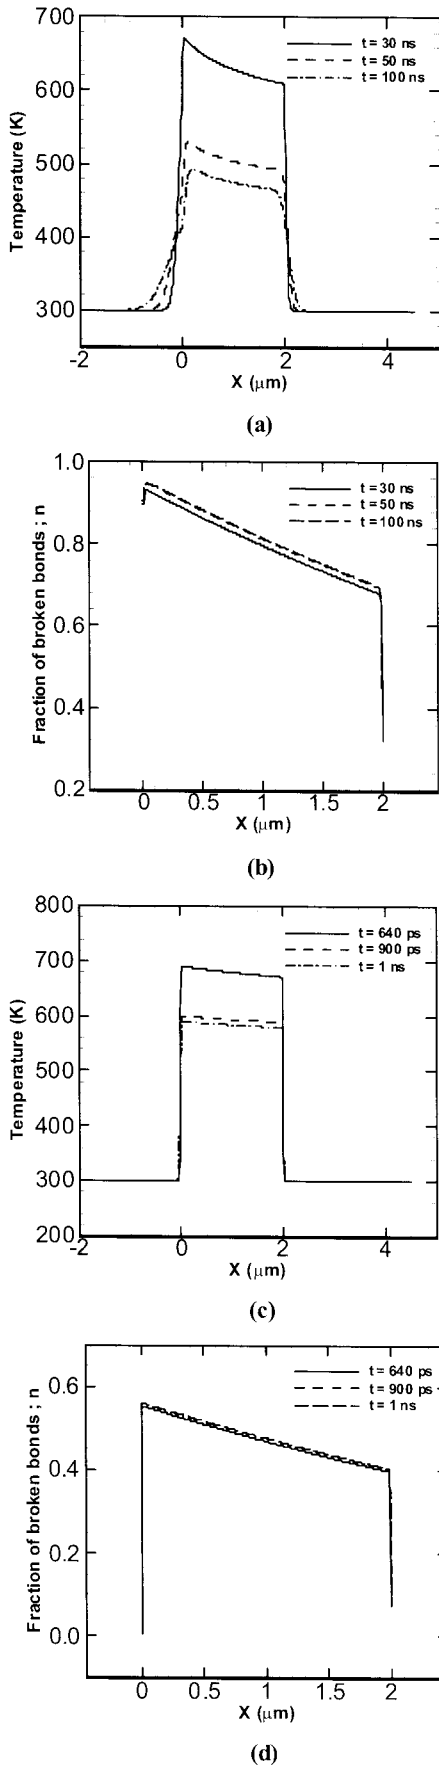 700
600
500
400
300
Temperature (K)
t = 30 ns
t = 50 ns
t = 100 ns
-2
0
2
4
X (μm)
(a)
1.0
0.8
0.6
0.4
0.2
Fraction of broken bonds ; n
t = 30 ns
t = 50 ns
t = 100 ns
0
0.5
1
1.5
2
X (μm)
(b)
800
700
600
500
400
300
200
Temperature (K)
t = 640 ps
t = 900 ps
t = 1 ns
-2
0
2
4
X (μm)
(c)
0.6
0.4
0.2
0.0
Fraction of broken bonds ; n
t = 640 ps
t = 900 ps
t = 1 ns
0
0.5
1
1.5
2
X (μm)
(d)